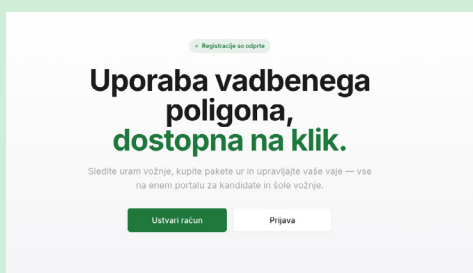 Registracije so odprte
Uporaba vadbenega
poligona,
dostopna na klik.
Sledite uram vožnje, kupite pakete ur in upravljajte vaše vaje — vse
na enem portalu za kandidate in šole vožnje.
Ustvari račun
Prijava